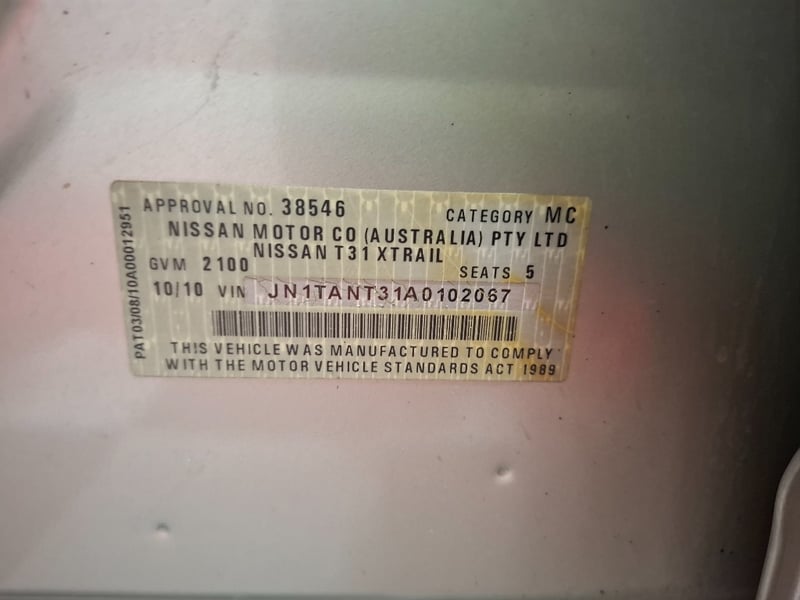 APPROVAL NO. 38546 CATEGORY MC
NISSAN MOTOR CO (AUSTRALIA) PTY LTD
NISSAN T31 XTRAIL
GVM 2100 SEATS 5
10/10 VIN JN1TANT31A0102067
THIS VEHICLE WAS MANUFACTURED TO COMPLY
WITH THE MOTOR VEHICLE STANDARDS ACT 1989
PAT03/08/10A00012951